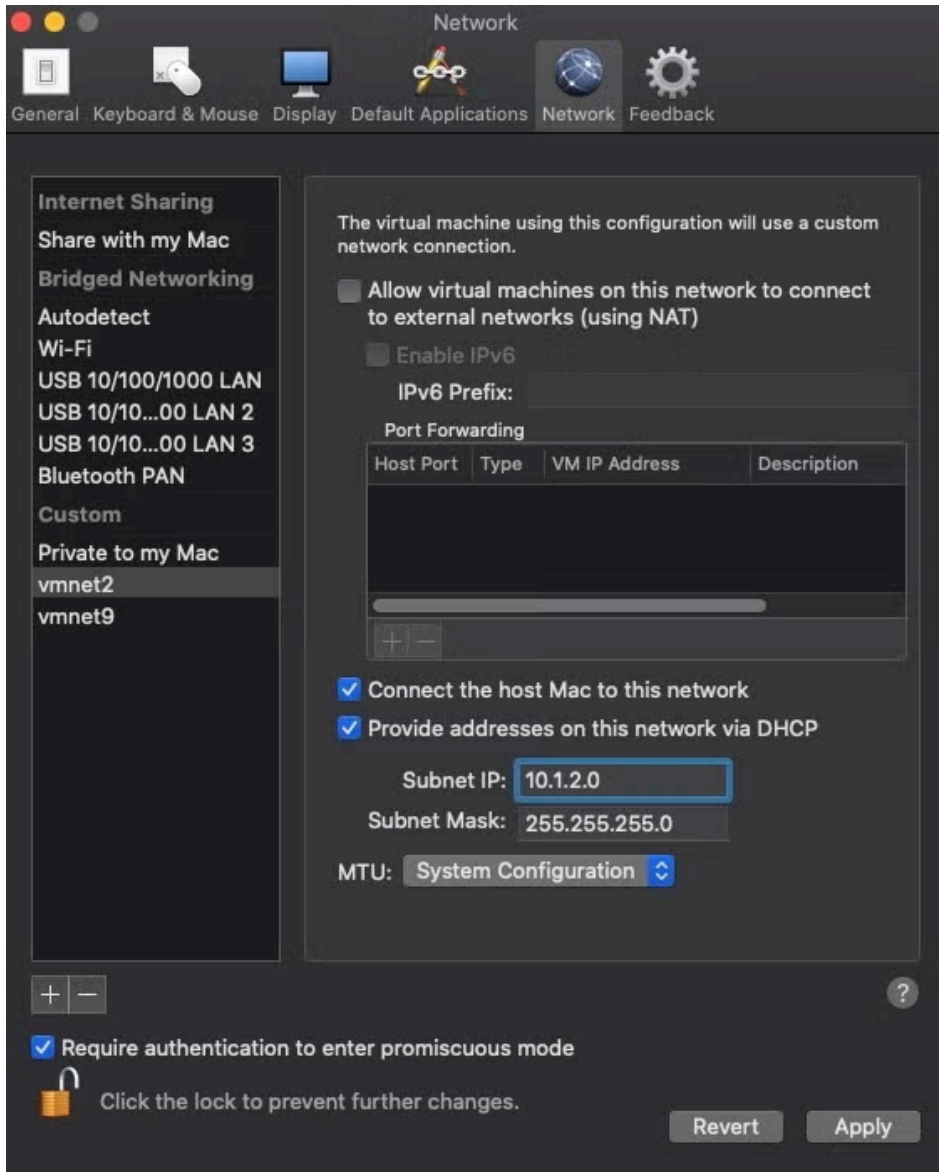 Network
General Keyboard & Mouse Display Default Applications Network Feedback
Internet Sharing
Share with my Mac
Bridged Networking
Autodetect
Wi-Fi
USB 10/100/1000 LAN
USB 10/10...00 LAN 2
USB 10/10...00 LAN 3
Bluetooth PAN
Custom
Private to my Mac
vmnet2
vmnet9
The virtual machine using this configuration will use a custom
network connection.
Allow virtual machines on this network to connect
to external networks (using NAT)
Enable IPv6
IPv6 Prefix:
Port Forwarding
Host Port Type VM IP Address Description
Connect the host Mac to this network
Provide addresses on this network via DHCP
Subnet IP: 10.1.2.0
Subnet Mask: 255.255.255.0
MTU: System Configuration
Require authentication to enter promiscuous mode
Click the lock to prevent further changes.
Revert Apply